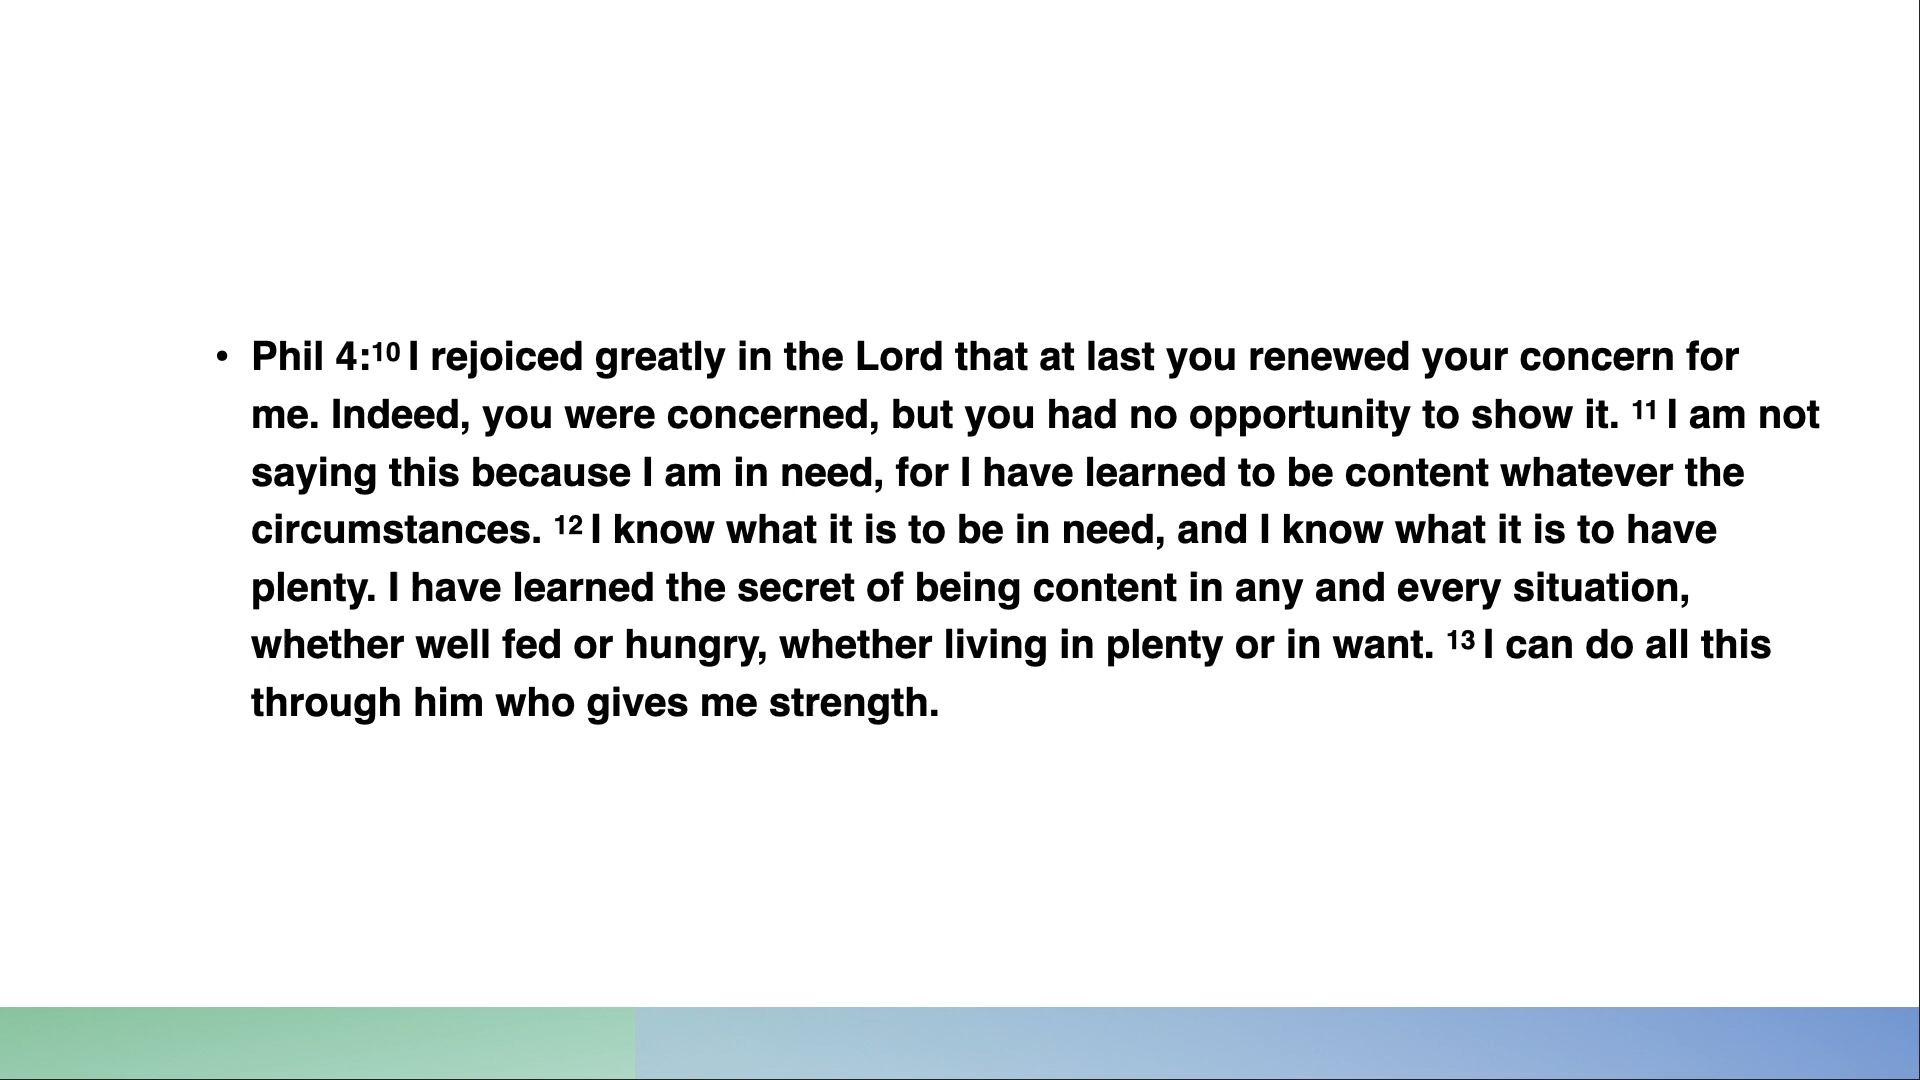 • Phil 4:10 I rejoiced greatly in the Lord that at last you renewed your concern for
me. Indeed, you were concerned, but you had no opportunity to show it. 11 I am not
saying this because I am in need, for I have learned to be content whatever the
circumstances. 12 I know what it is to be in need, and I know what it is to have
plenty. I have learned the secret of being content in any and every situation,
whether well fed or hungry, whether living in plenty or in want. 13 I can do all this
through him who gives me strength.